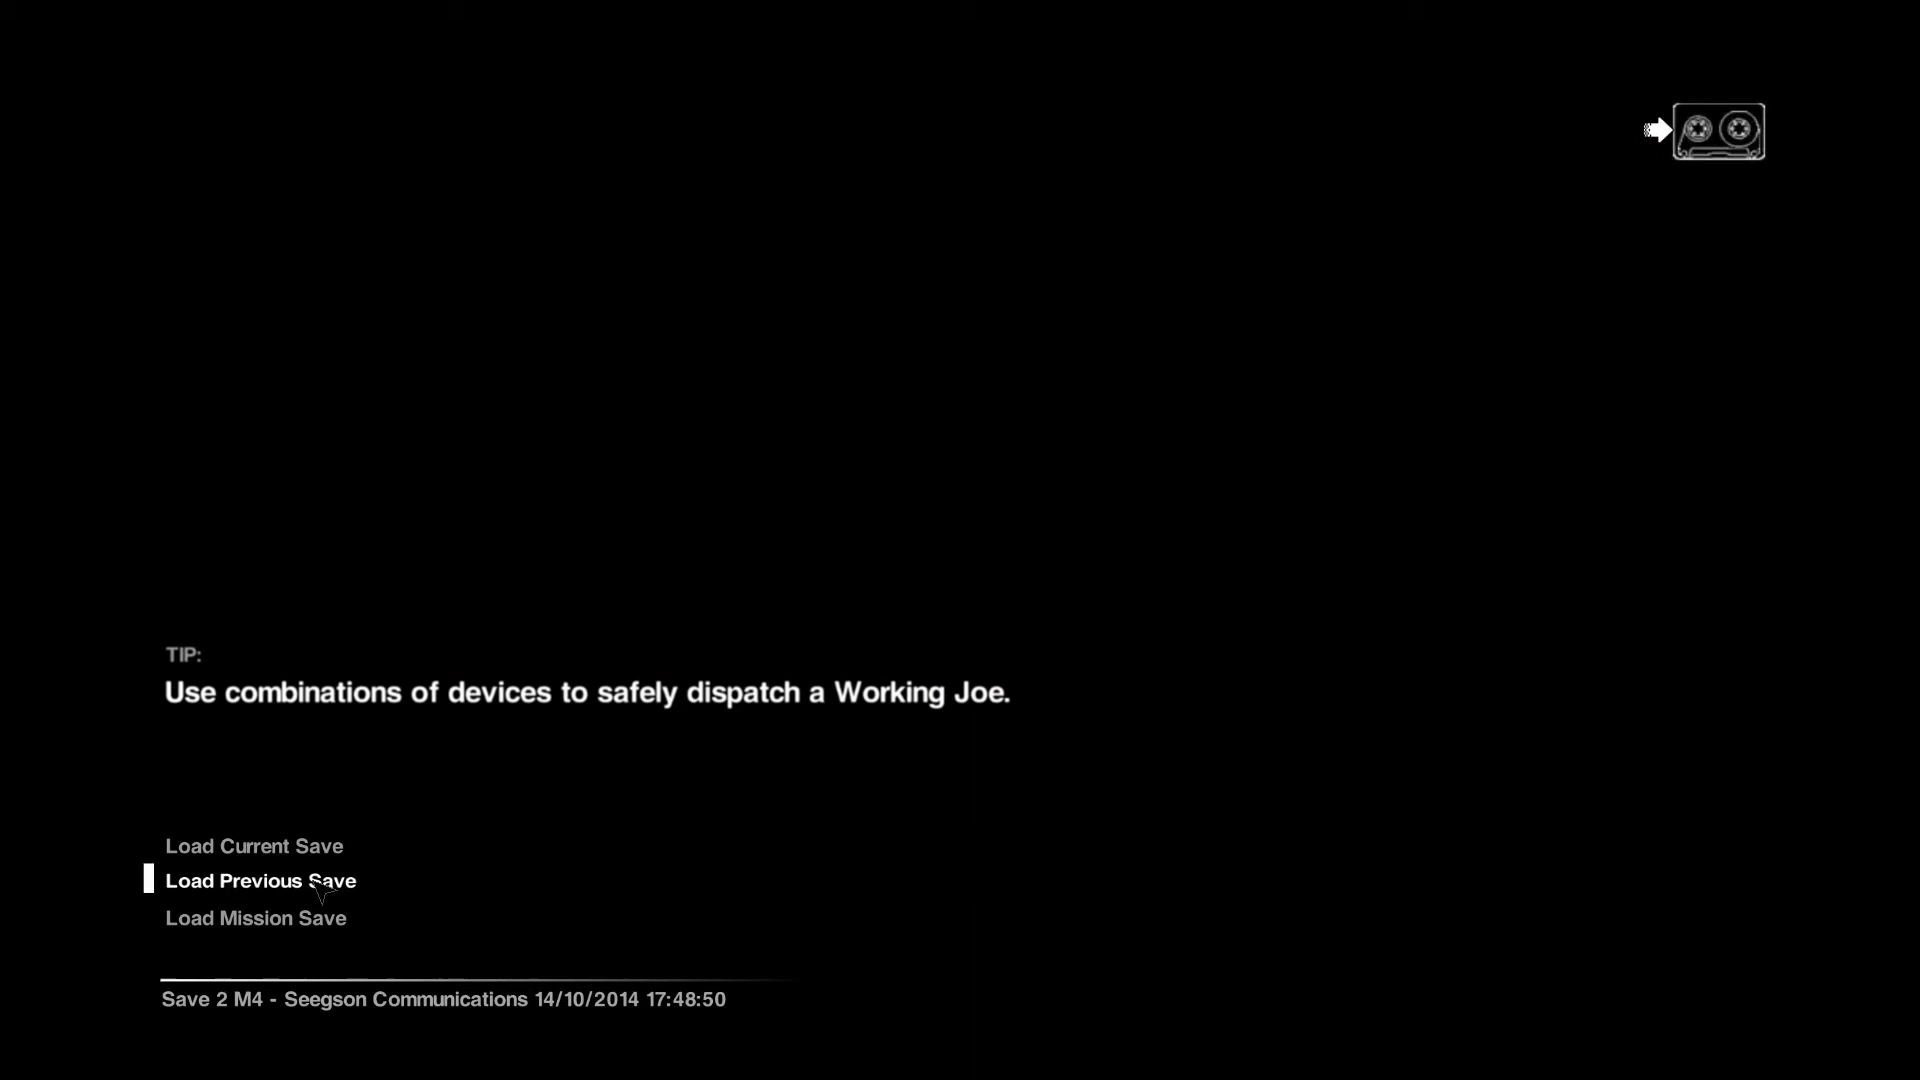 TIP:
Use combinations of devices to safely dispatch a Working Joe.
Load Current Save
Load Previous Save
Load Mission Save
Save 2 M4 - Seegson Communications 14/10/2014 17:48:50